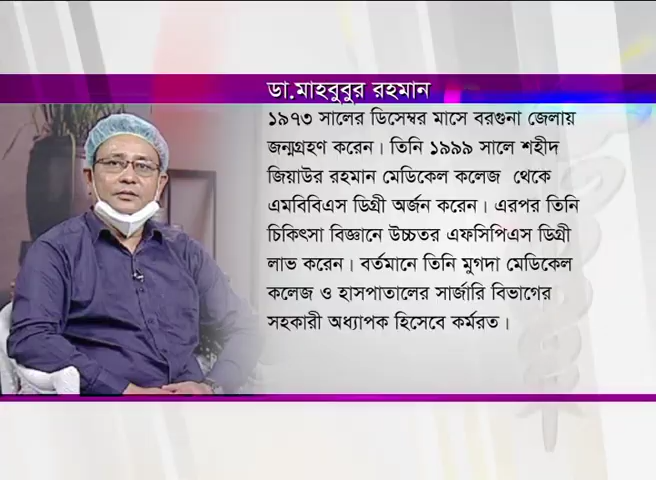 ডা.মাহবুবুর রহমান
১৯৭৩ সালের ডিসেম্বর মাসে বরগুনা জেলায়
জন্মগ্রহণ করেন। তিনি ১৯৯৯ সালে শহীদ
জিয়াউর রহমান মেডিকেল কলেজ থেকে
এমবিবিএস ডিগ্রী অর্জন করেন। এরপর তিনি
চিকিৎসা বিজ্ঞানে উচ্চতর এফসিপিএস ডিগ্রী
লাভ করেন। বর্তমানে তিনি মুগদা মেডিকেল
কলেজ ও হাসপাতালের সার্জারি বিভাগের
সহকারী অধ্যাপক হিসেবে কর্মরত।